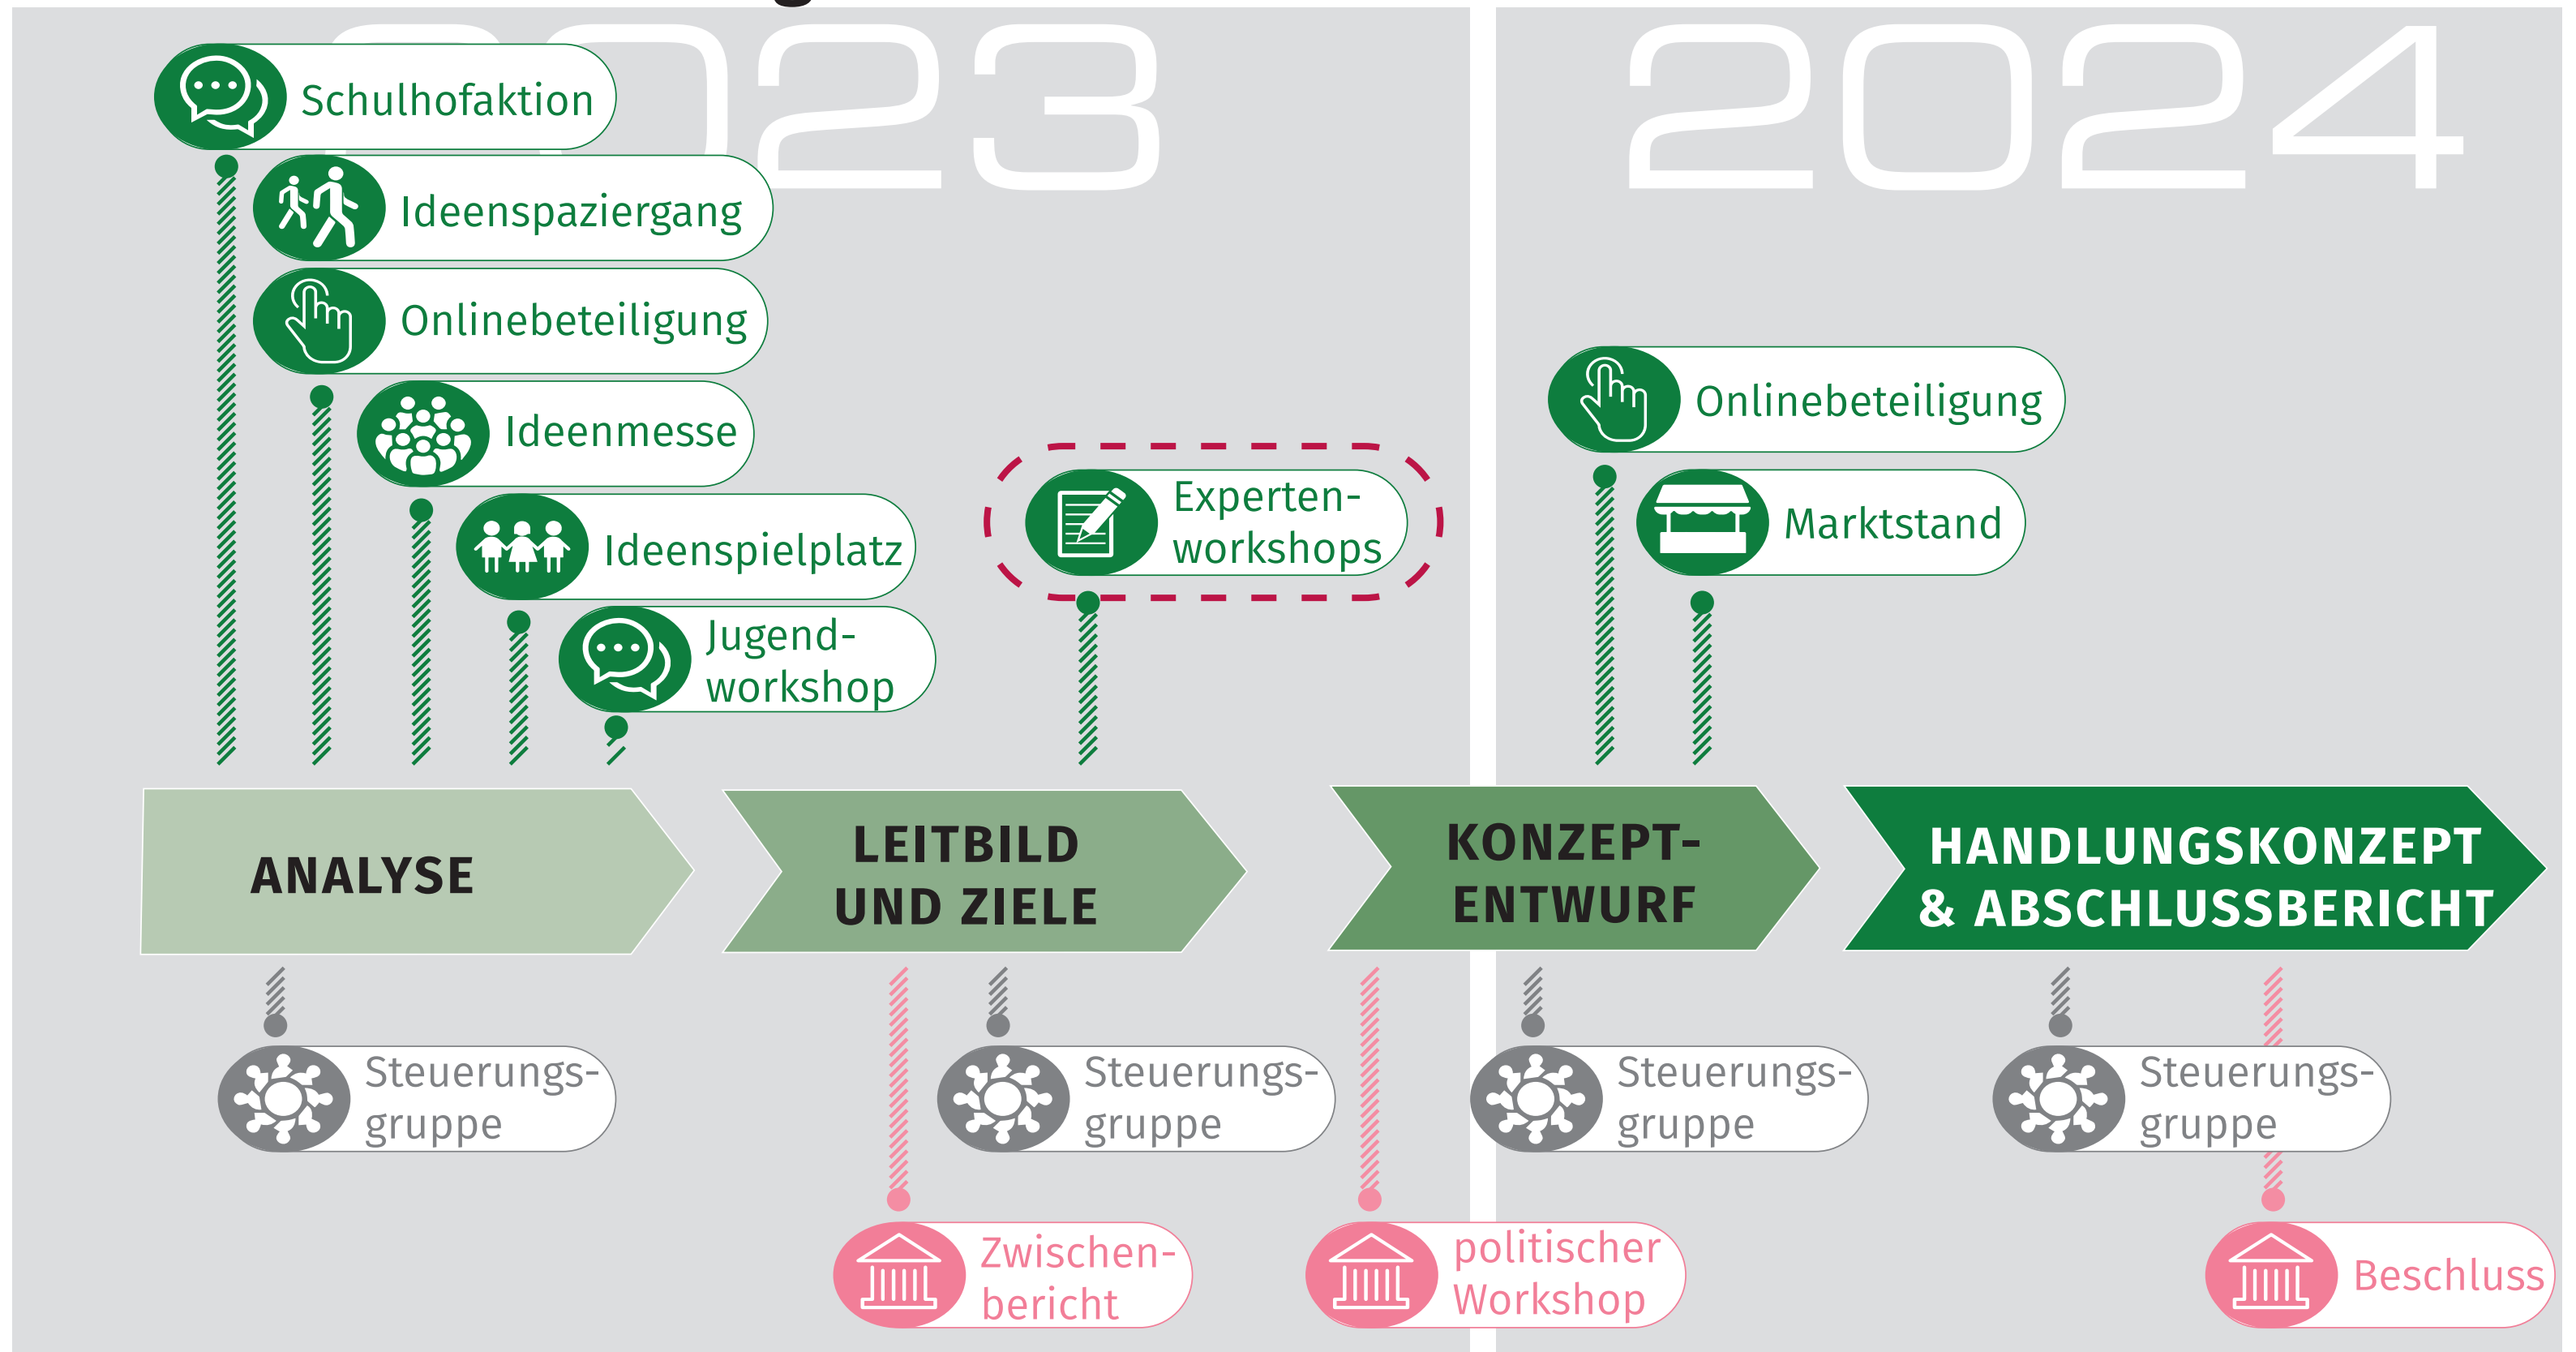 2023
2024
Schulhofaktion
Ideenspaziergang
Onlinebeteiligung
Ideenmesse
Ideenspielplatz
Jugend-
workshop
Experten-
workshops
Onlinebeteiligung
Marktstand
ANALYSE
LEITBILD
UND ZIELE
KONZEPT-
ENTWURF
HANDLUNGSKONZEPT
& ABSCHLUSSBERICHT
Steuerungs-
gruppe
Steuerungs-
gruppe
Steuerungs-
gruppe
Steuerungs-
gruppe
Zwischen-
bericht
politischer
Workshop
Beschluss